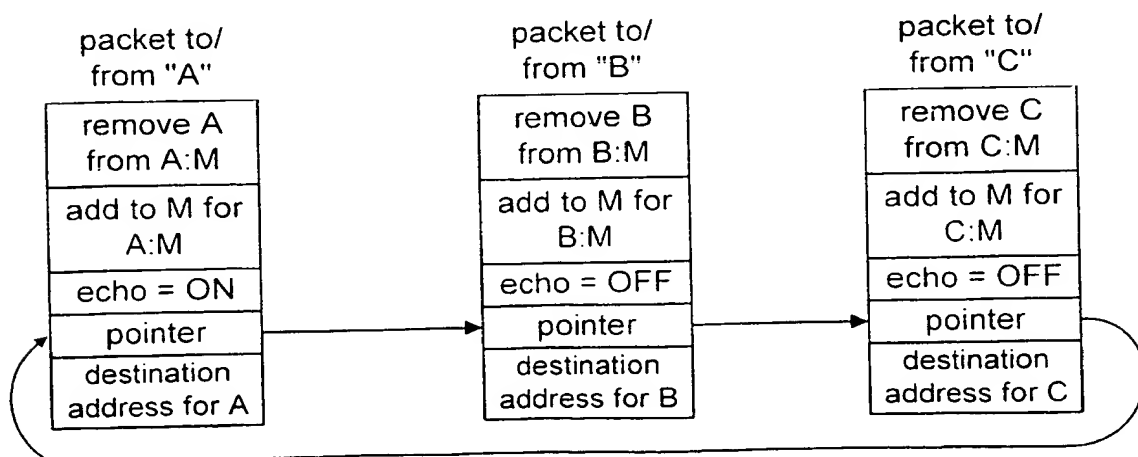 packet to/
from "A"
remove A
from A:M
add to M for
A:M
echo = ON
pointer
destination
address for A
packet to/
from "B"
remove B
from B:M
add to M for
B:M
echo = OFF
pointer
destination
address for B
packet to/
from "C"
remove C
from C:M
add to M for
C:M
echo = OFF
pointer
destination
address for C